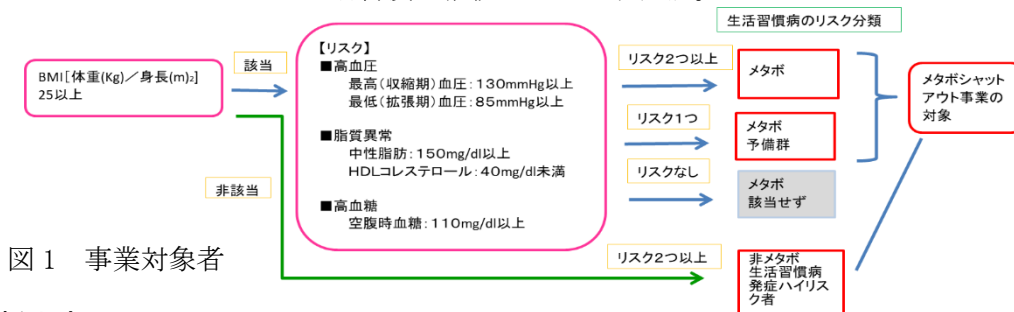 生活習慣病のリスク分類
BMI[体重(Kg)/身長(m)₂]
25以上
該当
非該当
【リスク】
■高血圧
最高(収縮期)血圧:130mmHg以上
最低(拡張期)血圧:85mmHg以上
■脂質異常
中性脂肪:150mg/dl以上
HDLコレステロール:40mg/dl未満
■高血糖
空腹時血糖:110mg/dl以上
リスク2つ以上
メタボ
リスク1つ
メタボ
予備群
リスクなし
メタボ
該当せず
リスク2つ以上
非メタボ
生活習慣病
発症ハイリス
ク者
メタボシャット
アウト事業の
対象
図1 事業対象者